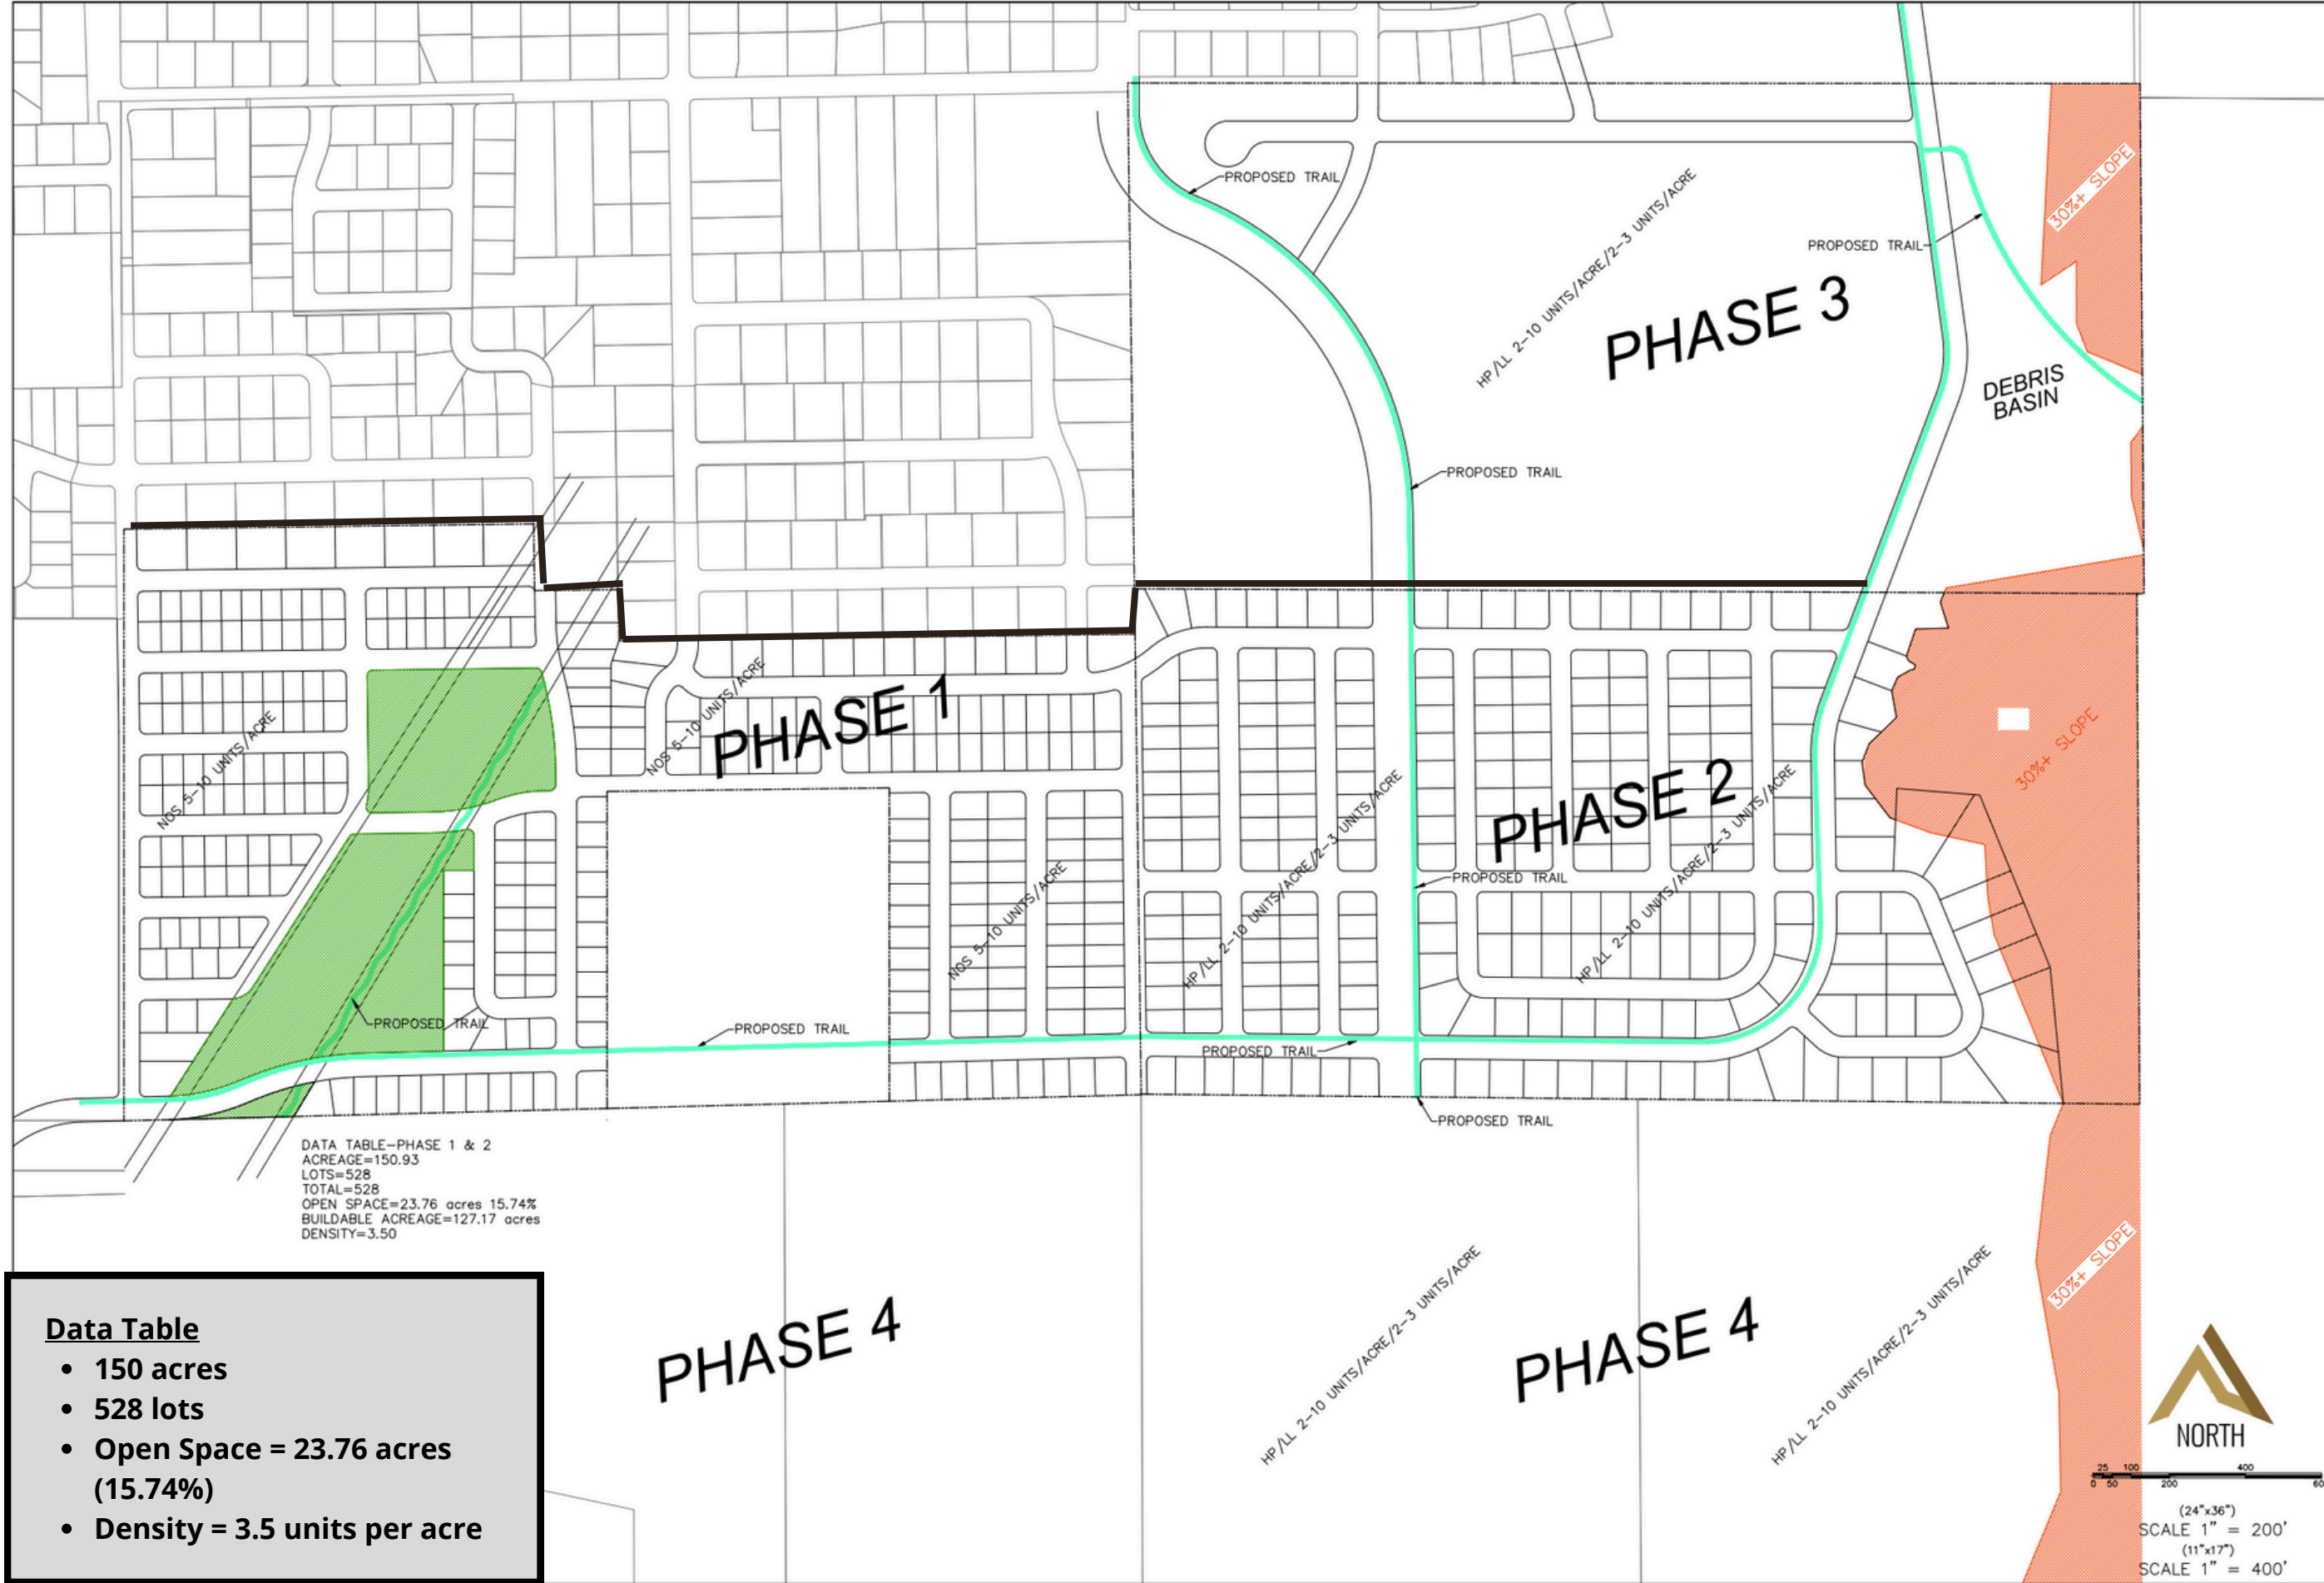 PROPOSED TRAIL
30%+ SLOPE
HP/LL 2-10 UNITS/ACRE/2-3 UNITS/ACRE
PROPOSED TRAIL
PHASE 3
DEBRIS
BASIN
PROPOSED TRAIL
NOS 5-10 UNITS/ACRE
NOS 5-10 UNITS/ACRE
PHASE 1
30%+ SLOPE
PHASE 2
HP/LL 2-10 UNITS/ACRE/2-3 UNITS/ACRE
HP/LL 2-10 UNITS/ACRE/2-3 UNITS/ACRE
NOS 5-10 UNITS/ACRE
PROPOSED TRAIL
PROPOSED TRAIL
PROPOSED TRAIL
PROPOSED TRAIL
PROPOSED TRAIL
DATA TABLE-PHASE 1 & 2
ACREAGE=150.93
LOTS=528
TOTAL=528
OPEN SPACE=23.76 acres 15.74%
BUILDABLE ACREAGE=127.17 acres
DENSITY=3.50
30%+ SLOPE
PHASE 4
PHASE 4
HP/LL 2-10 UNITS/ACRE/2-3 UNITS/ACRE
HP/LL 2-10 UNITS/ACRE/2-3 UNITS/ACRE
Data Table
• 150 acres
• 528 lots
• Open Space = 23.76 acres
(15.74%)
• Density = 3.5 units per acre
NORTH
25 100 400
0 50 200 60
(24"x36")
SCALE 1" = 200'
(11"x17")
SCALE 1" = 400'